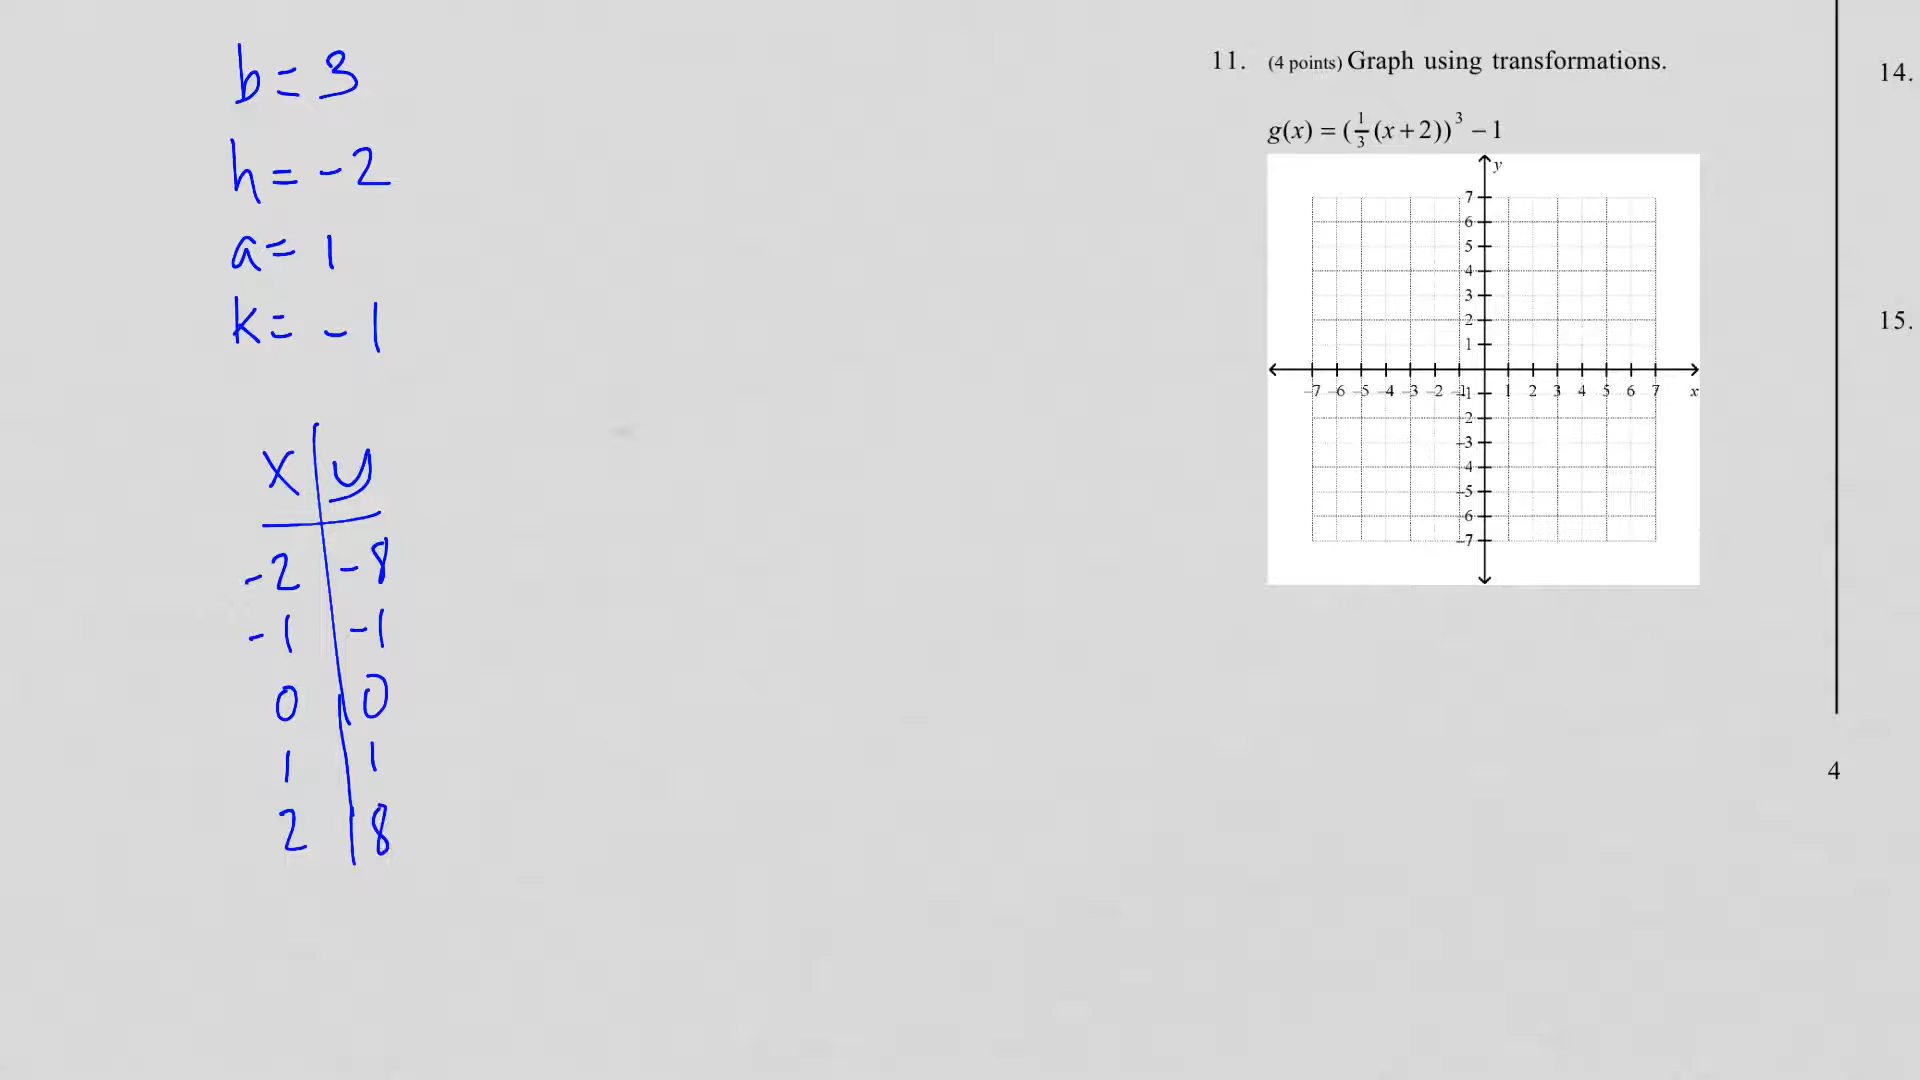 b = 3
h = -2
a = 1
k = -1
x | y
-2 | -8
-1 | -1
0 | 0
1 | 1
2 | 8
11. (4 points) Graph using transformations.
g(x) = (1/3(x+2))³ − 1
y
7
6
5
4
3
2
1
-7 -6 -5 -4 -3 -2 -1 1 2 3 4 5 6 7 x
-1
-2
-3
-4
-5
-6
-7
14.
15.
4